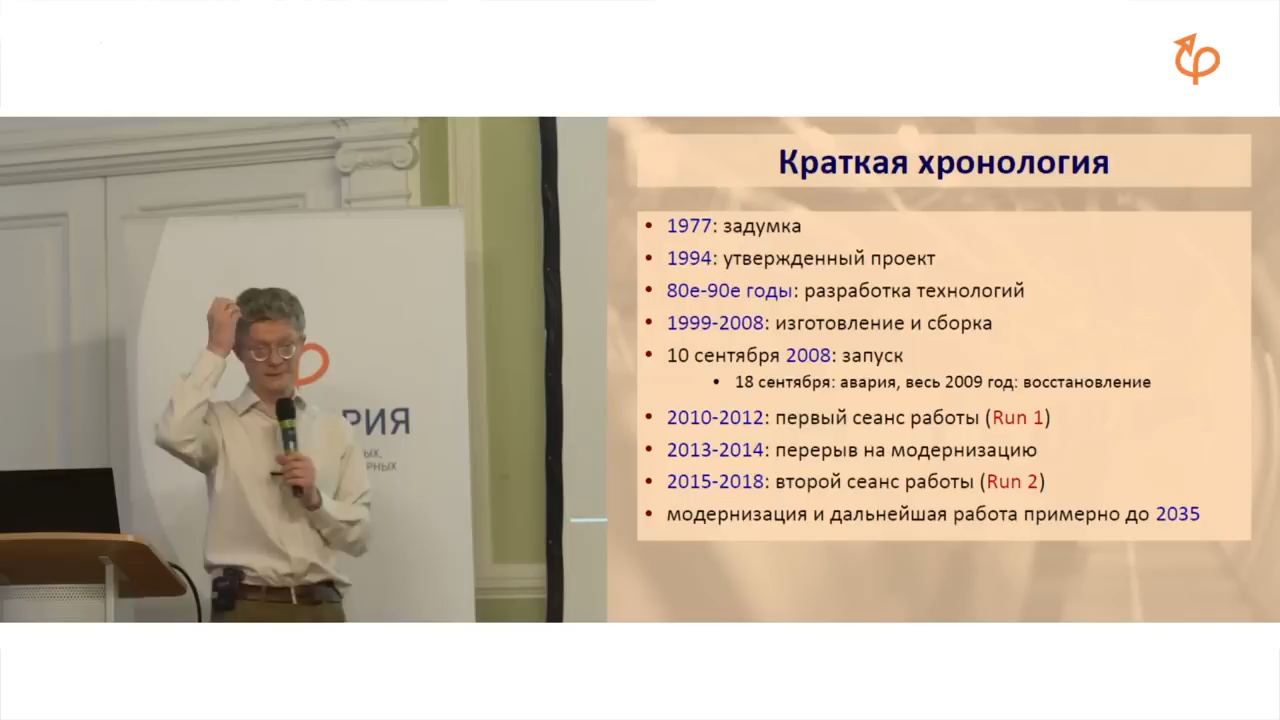 Краткая хронология
• 1977: задумка
• 1994: утвержденный проект
• 80е-90е годы: разработка технологий
• 1999-2008: изготовление и сборка
• 10 сентября 2008: запуск
• 18 сентября: авария, весь 2009 год: восстановление
• 2010-2012: первый сеанс работы (Run 1)
• 2013-2014: перерыв на модернизацию
• 2015-2018: второй сеанс работы (Run 2)
• модернизация и дальнейшая работа примерно до 2035
РИЯ
ЫХ,
РНЫХ